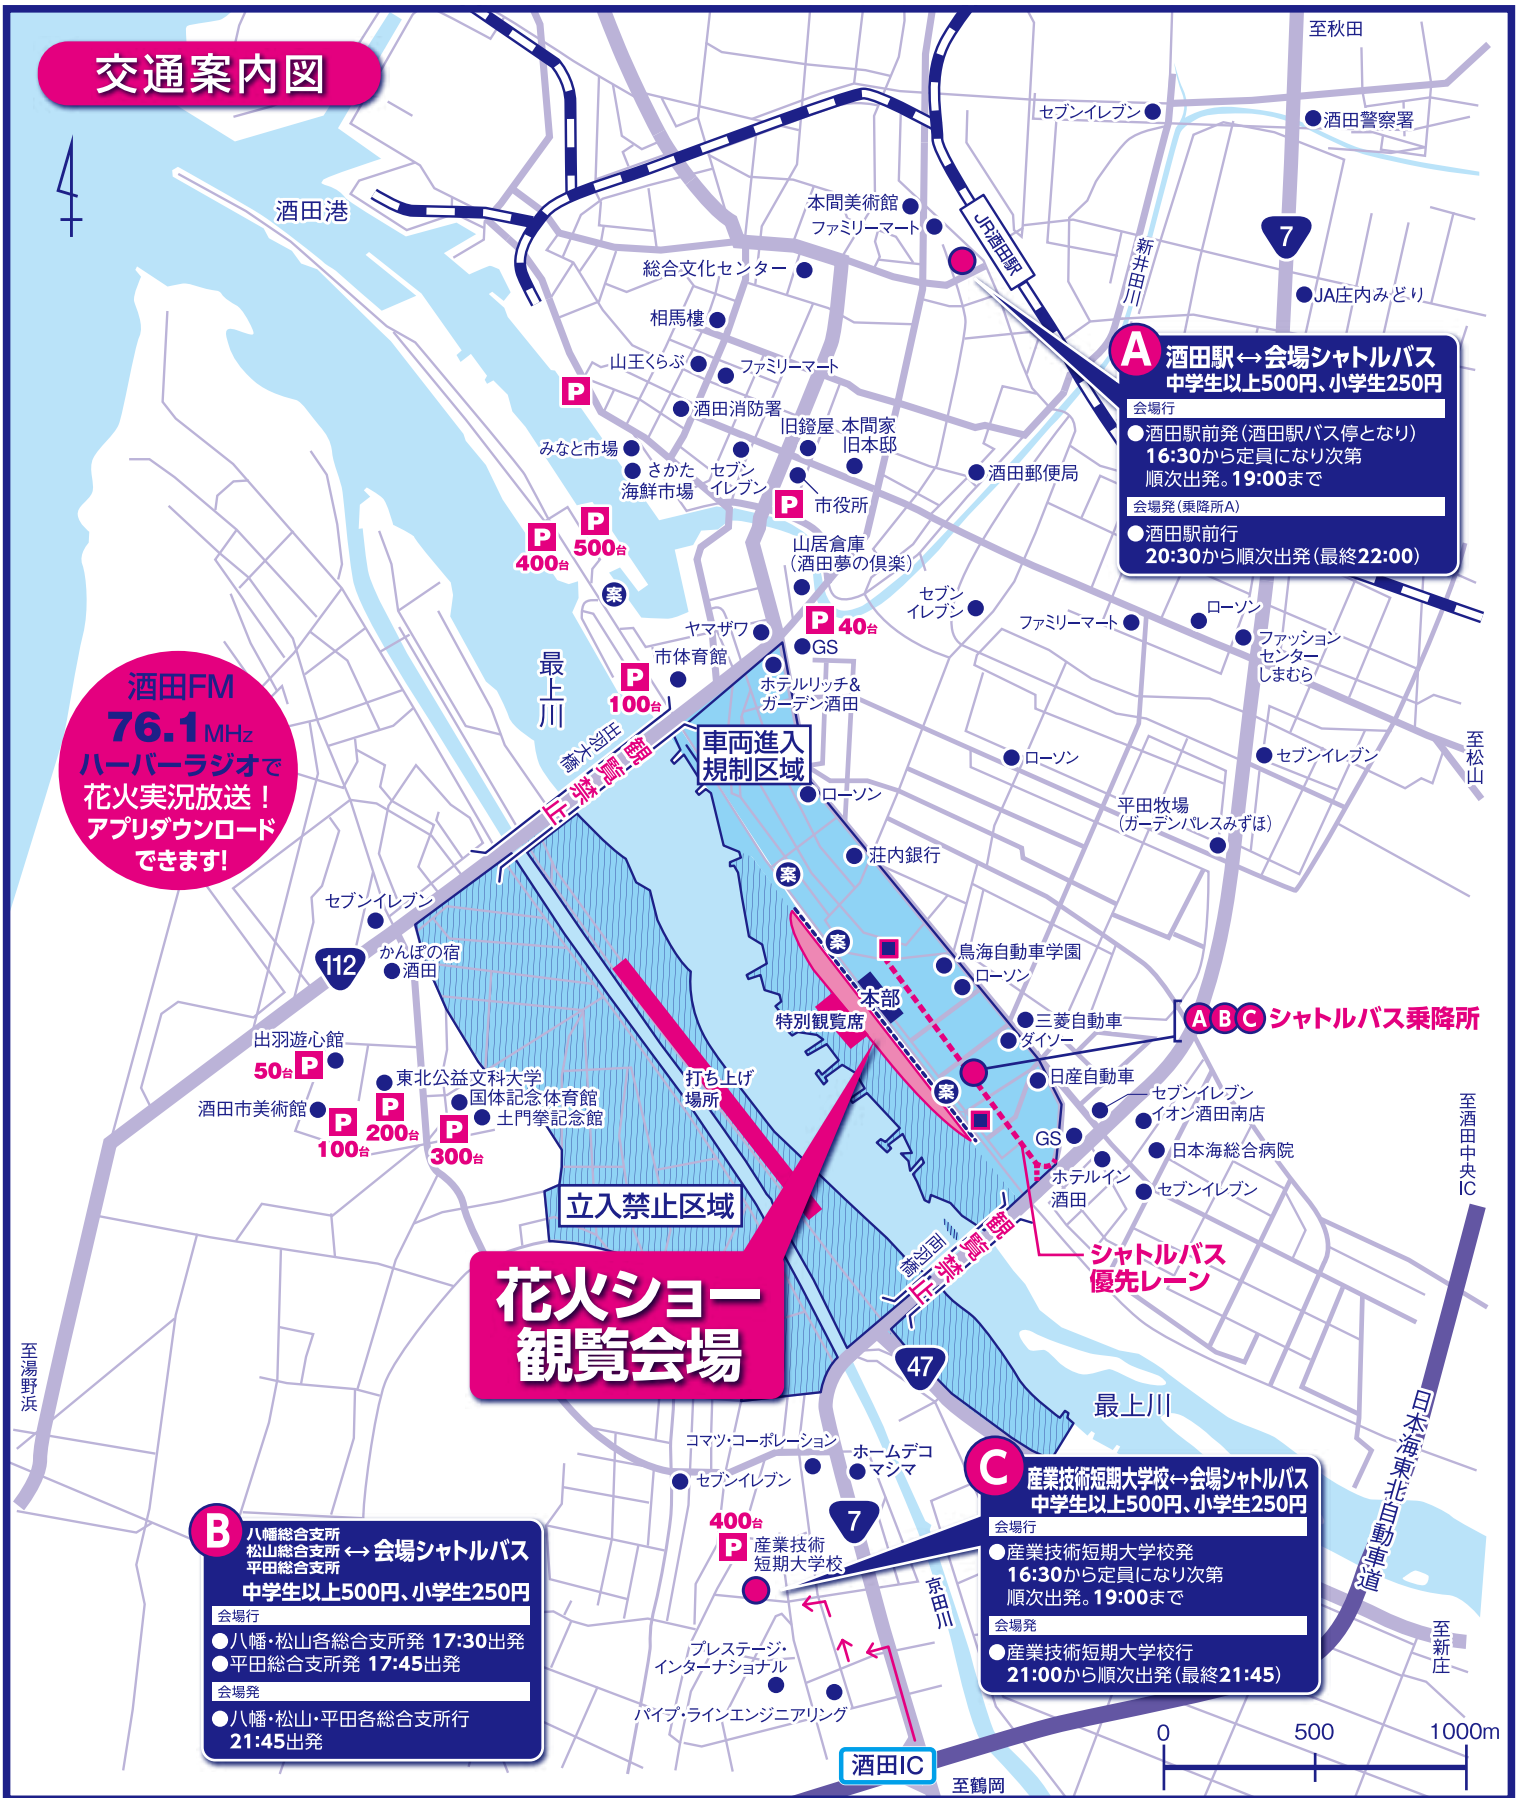 交通案内図
至秋田
セブンイレブン
酒田警察署
酒田港
本間美術館
ファミリーマート
JR酒田駅
新井田川
7
総合文化センター
JA庄内みどり
相馬樓
山王くらぶ
ファミリーマート
P
酒田消防署
旧鐙屋
本間家
旧本邸
みなと市場
さかた
海鮮市場
セブン
イレブン
酒田郵便局
P
市役所
A
酒田駅↔会場シャトルバス
中学生以上500円、小学生250円
会場行
●酒田駅前発(酒田駅バス停となり)
16:30から定員になり次第
順次出発。19:00まで
会場発(乗降所A)
●酒田駅前行
20:30から順次出発(最終22:00)
P
400台
P
500台
案
山居倉庫
(酒田夢の倶楽)
セブン
イレブン
ファミリーマート
ローソン
ファッション
センター
しまむら
P 40台
ヤマザワ
GS
市体育館
P
100台
ホテルリッチ&
ガーデン酒田
最上川
酒田FM
76.1MHz
ハーバーラジオで
花火実況放送!
アプリダウンロード
できます!
出羽大橋
観覧禁止
車両進入
規制区域
ローソン
ローソン
セブンイレブン
至松山
平田牧場
(ガーデンパレスみずほ)
荘内銀行
案
セブンイレブン
かんぽの宿
酒田
112
案
鳥海自動車学園
ローソン
本部
特別観覧席
三菱自動車
ダイソー
A B C シャトルバス乗降所
日産自動車
案
出羽遊心館
50台 P
東北公益文科大学
国体記念体育館
土門拳記念館
酒田市美術館
P
100台
P
200台
P
300台
打ち上げ
場所
セブンイレブン
イオン酒田南店
GS
日本海総合病院
ホテルイン
酒田
セブンイレブン
至酒田中央IC
立入禁止区域
両羽橋
観覧禁止
シャトルバス
優先レーン
花火ショー
観覧会場
至湯野浜
47
最上川
日本海東北自動車道
コマツ・コーポレーション
セブンイレブン
ホームデコ
マシマ
7
400台
P
産業技術
短期大学校
京田川
C
産業技術短期大学校↔会場シャトルバス
中学生以上500円、小学生250円
会場行
●産業技術短期大学校発
16:30から定員になり次第
順次出発。19:00まで
会場発
●産業技術短期大学校行
21:00から順次出発(最終21:45)
至新庄
B
八幡総合支所
松山総合支所
平田総合支所
↔会場シャトルバス
中学生以上500円、小学生250円
会場行
●八幡・松山各総合支所発 17:30出発
●平田総合支所発 17:45出発
会場発
●八幡・松山・平田各総合支所行
21:45出発
プレステージ・
インターナショナル
パイプ・ラインエンジニアリング
酒田IC
至鶴岡
0 500 1000m